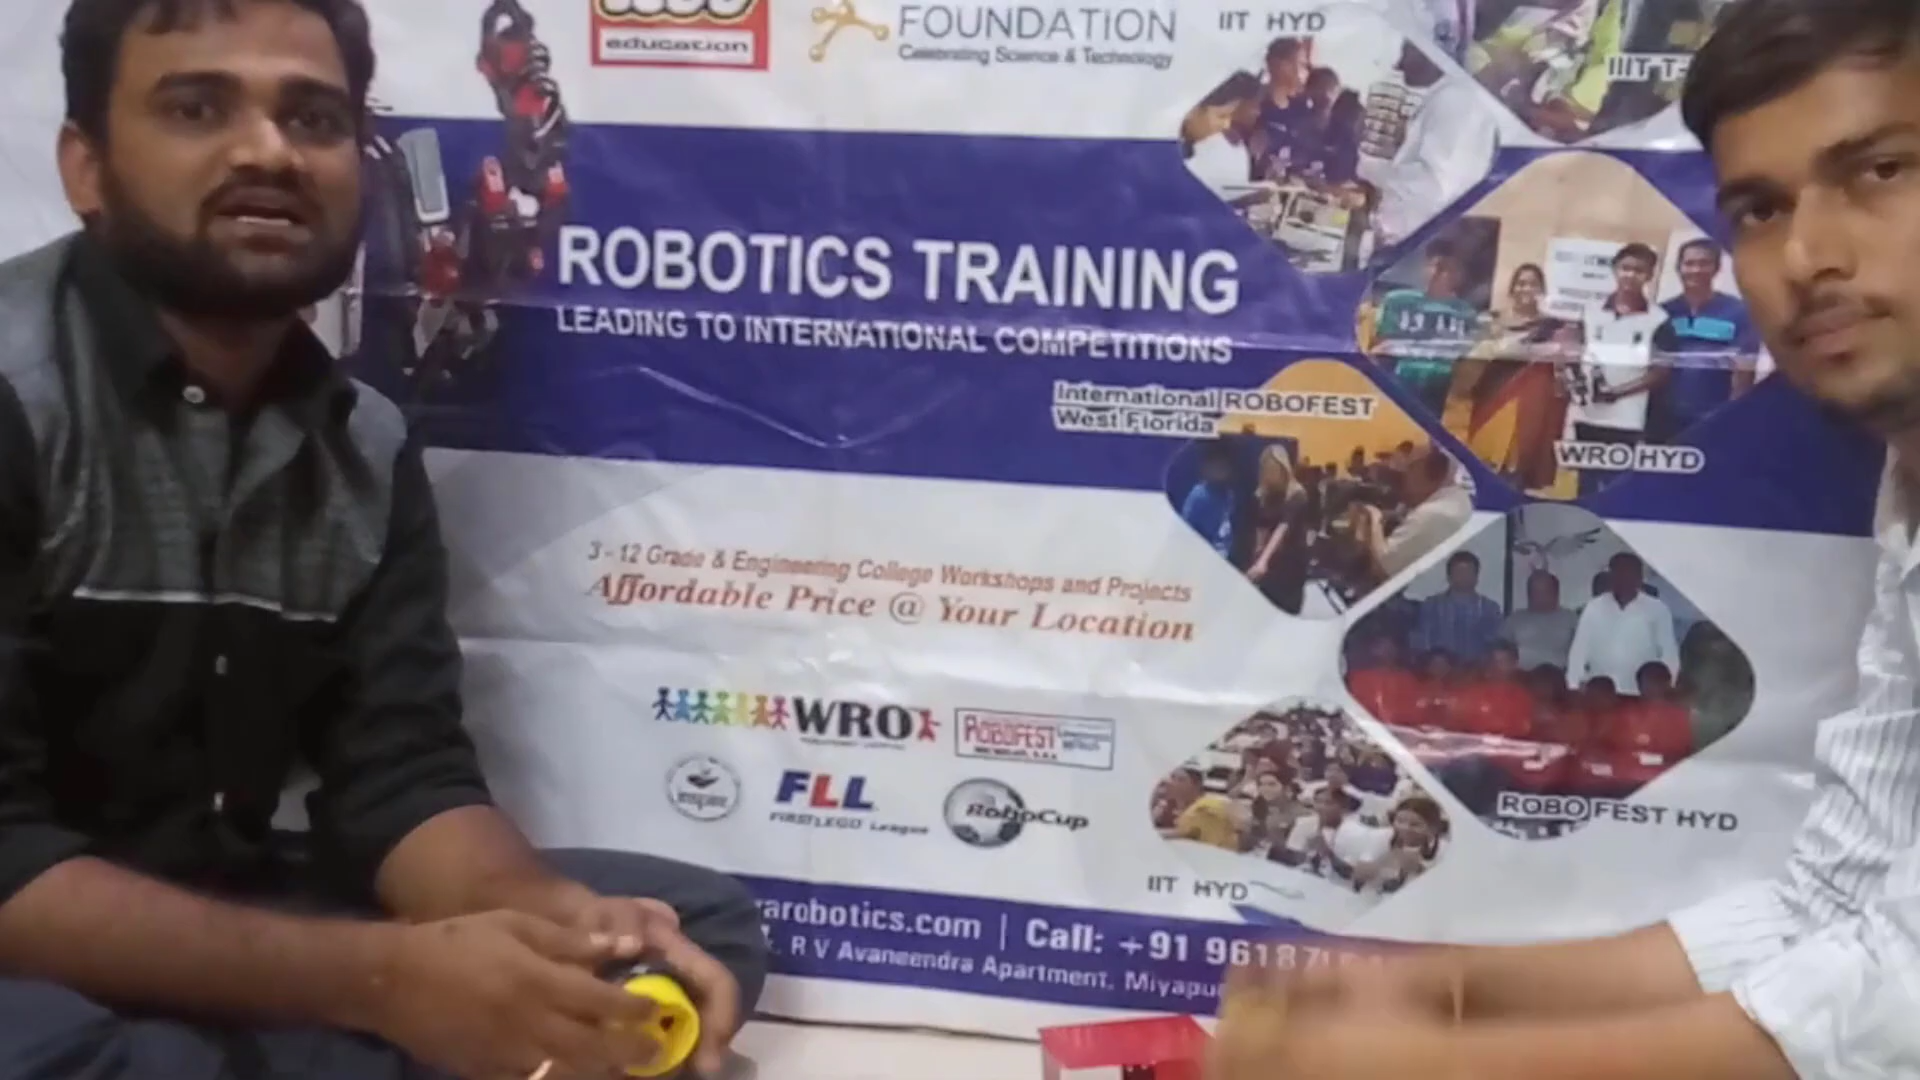 education
FOUNDATION
Celebrating Science & Technology
IIT HYD
IIIT T-
ROBOTICS TRAINING
LEADING TO INTERNATIONAL COMPETITIONS
International ROBOFEST
West Florida
WRO HYD
3 - 12 Grade & Engineering College Workshops and Projects
Affordable Price @ Your Location
WRO
ROBOFEST
FLL
FIRST LEGO League
RoboCup
ROBO FEST HYD
IIT HYD
arobotics.com | Call: +91 96187
R V Avaneendra Apartment, Miyapu